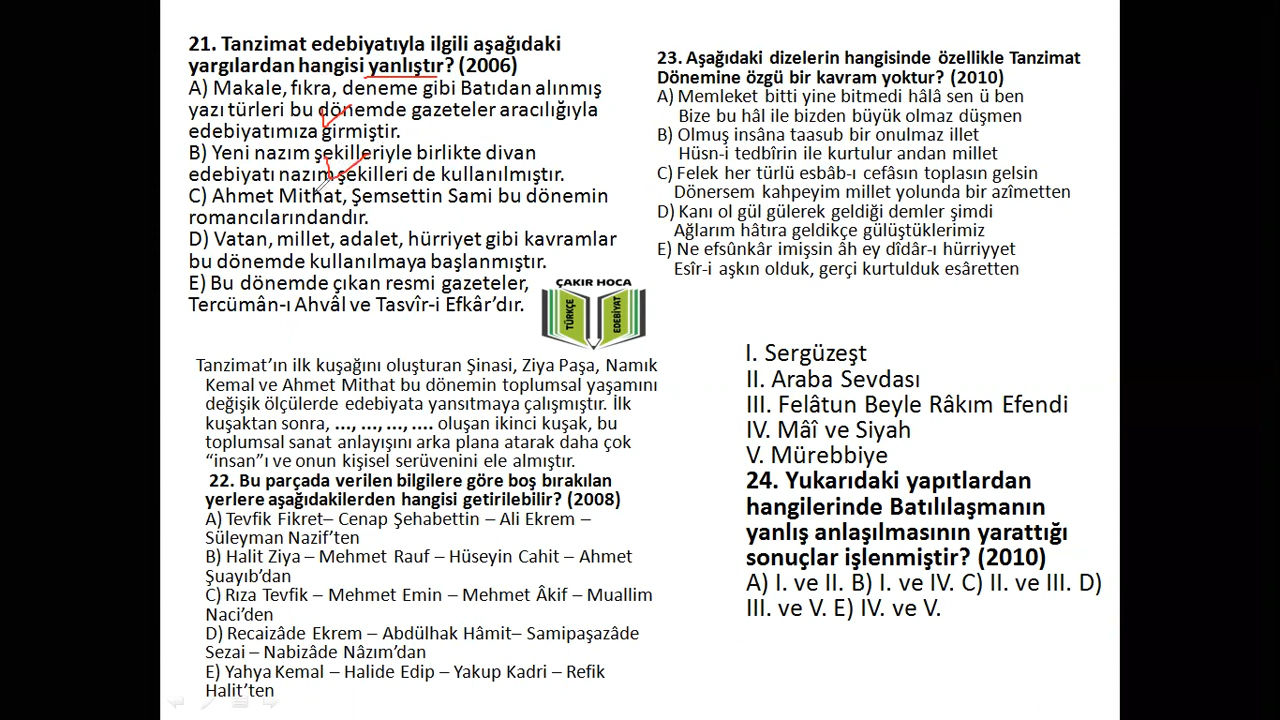 21. Tanzimat edebiyatıyla ilgili aşağıdaki
yargılardan hangisi yanlıştır? (2006)
A) Makale, fıkra, deneme gibi Batıdan alınmış
yazı türleri bu dönemde gazeteler aracılığıyla
edebiyatımıza girmiştir.
B) Yeni nazım şekilleriyle birlikte divan
edebiyatı nazım şekilleri de kullanılmıştır.
C) Ahmet Mithat, Şemsettin Sami bu dönemin
romancılarındandır.
D) Vatan, millet, adalet, hürriyet gibi kavramlar
bu dönemde kullanılmaya başlanmıştır.
E) Bu dönemde çıkan resmi gazeteler,
Tercümân-ı Ahvâl ve Tasvîr-i Efkâr’dır.
ÇAKIR HOCA
TÜRKÇE
EDEBİYAT
Tanzimat’ın ilk kuşağını oluşturan Şinasi, Ziya Paşa, Namık
Kemal ve Ahmet Mithat bu dönemin toplumsal yaşamını
değişik ölçülerde edebiyata yansıtmaya çalışmıştır. İlk
kuşaktan sonra, ..., ..., ..., .... oluşan ikinci kuşak, bu
toplumsal sanat anlayışını arka plana atarak daha çok
“insan”ı ve onun kişisel serüvenini ele almıştır.
22. Bu parçada verilen bilgilere göre boş bırakılan
yerlere aşağıdakilerden hangisi getirilebilir? (2008)
A) Tevfik Fikret– Cenap Şehabettin – Ali Ekrem –
Süleyman Nazif’ten
B) Halit Ziya – Mehmet Rauf – Hüseyin Cahit – Ahmet
Şuayıb’dan
C) Rıza Tevfik – Mehmet Emin – Mehmet Âkif – Muallim
Naci’den
D) Recaizâde Ekrem – Abdülhak Hâmit– Samipaşazâde
Sezai – Nabizâde Nâzım’dan
E) Yahya Kemal – Halide Edip – Yakup Kadri – Refik
Halit’ten
23. Aşağıdaki dizelerin hangisinde özellikle Tanzimat
Dönemine özgü bir kavram yoktur? (2010)
A) Memleket bitti yine bitmedi hâlâ sen ü ben
Bize bu hâl ile bizden büyük olmaz düşmen
B) Olmuş insâna taasub bir onulmaz illet
Hüsn-i tedbîrin ile kurtulur andan millet
C) Felek her türlü esbâb-ı cefâsın toplasın gelsin
Dönersem kahpeyim millet yolunda bir azîmetten
D) Kanı ol gül gülerek geldiği demler şimdi
Ağlarım hâtıra geldikçe gülüştüklerimiz
E) Ne efsûnkâr imişsin âh ey dîdâr-ı hürriyyet
Esîr-i aşkın olduk, gerçi kurtulduk esâretten
I. Sergüzeşt
II. Araba Sevdası
III. Felâtun Beyle Râkım Efendi
IV. Mâî ve Siyah
V. Mürebbiye
24. Yukarıdaki yapıtlardan
hangilerinde Batılılaşmanın
yanlış anlaşılmasının yarattığı
sonuçlar işlenmiştir? (2010)
A) I. ve II. B) I. ve IV. C) II. ve III. D)
III. ve V. E) IV. ve V.